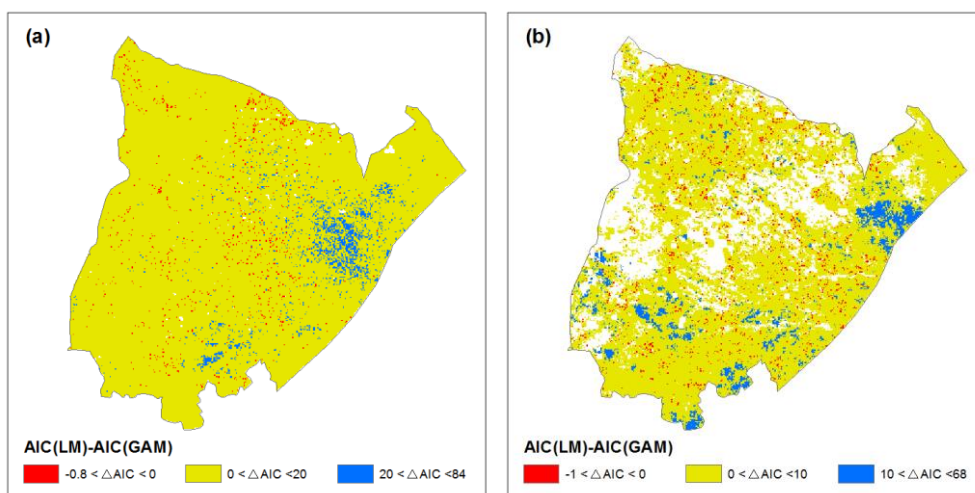 (a)
AIC(LM)-AIC(GAM)
-0.8 < △AIC < 0 0 < △AIC <20 20 < △AIC <84
(b)
AIC(LM)-AIC(GAM)
-1 < △AIC < 0 0 < △AIC <10 10 < △AIC <68